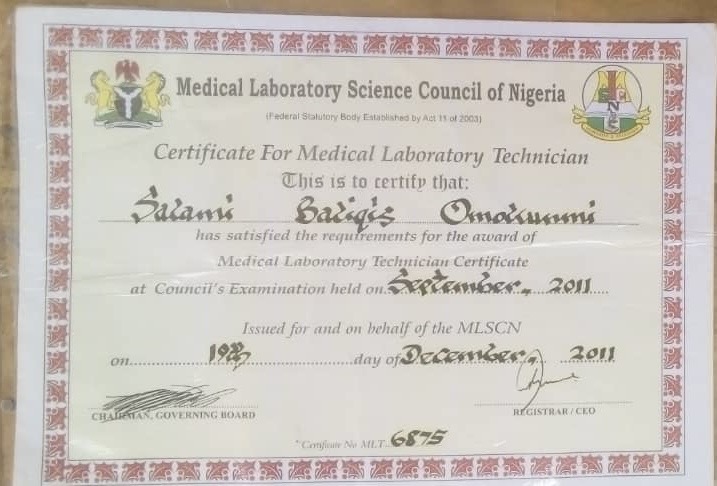 Medical Laboratory Science Council of Nigeria
(Federal Statutory Body Established by Act 11 of 2003)
Certificate For Medical Laboratory Technician
This is to certify that:
Salami Baliqis Omokunmi
has satisfied the requirements for the award of
Medical Laboratory Technician Certificate
at Council's Examination held on September, 2011
Issued for and on behalf of the MLSCN
on 19th day of December, 2011
CHAIRMAN, GOVERNING BOARD
REGISTRAR / CEO
Certificate No MLT. 6875